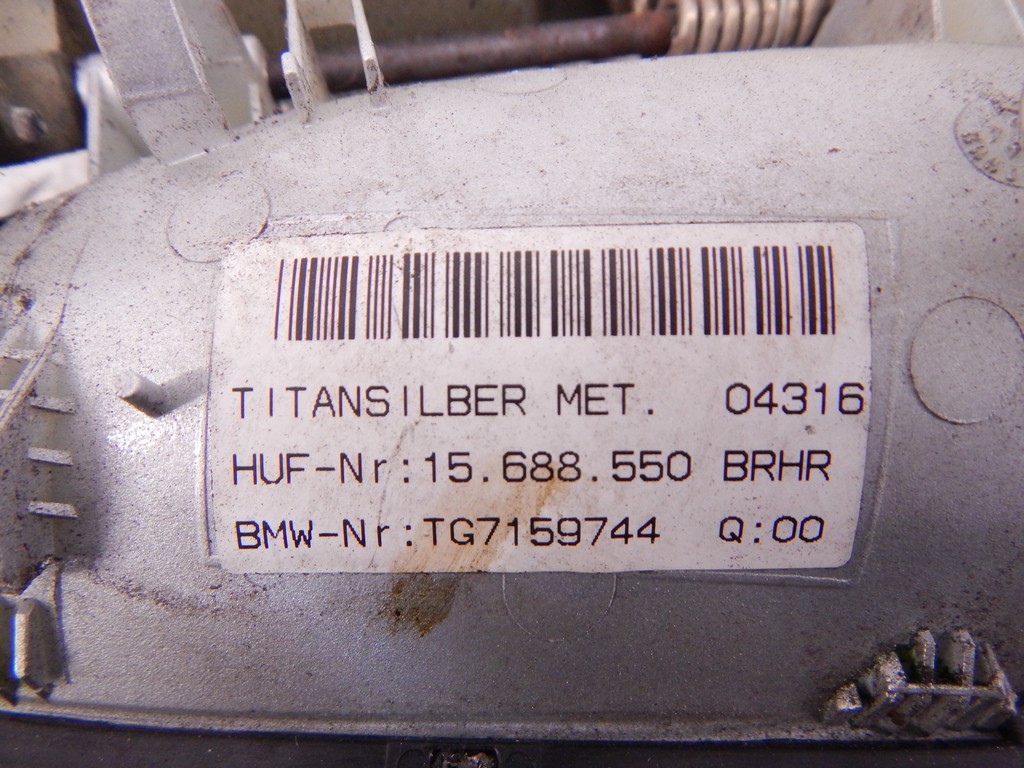 TITANSILBER MET. 04316
HUF-Nr:15.688.550 BRHR
BMW-Nr:TG7159744 Q:00